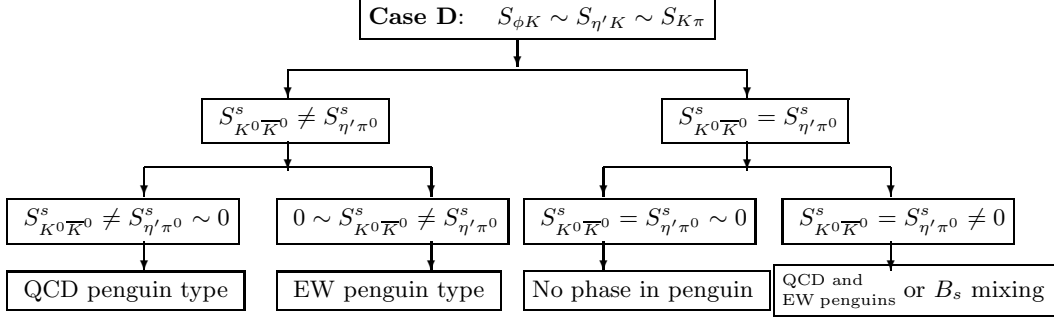 Case D: $S_{\phi K} \sim S_{\eta' K} \sim S_{K\pi}$
$S^s_{K^0\overline{K}^0} \neq S^s_{\eta'\pi^0}$
$S^s_{K^0\overline{K}^0} = S^s_{\eta'\pi^0}$
$S^s_{K^0\overline{K}^0} \neq S^s_{\eta'\pi^0} \sim 0$
$0 \sim S^s_{K^0\overline{K}^0} \neq S^s_{\eta'\pi^0}$
$S^s_{K^0\overline{K}^0} = S^s_{\eta'\pi^0} \sim 0$
$S^s_{K^0\overline{K}^0} = S^s_{\eta'\pi^0} \neq 0$
QCD penguin type
EW penguin type
No phase in penguin
QCD and
EW penguins or $B_s$ mixing